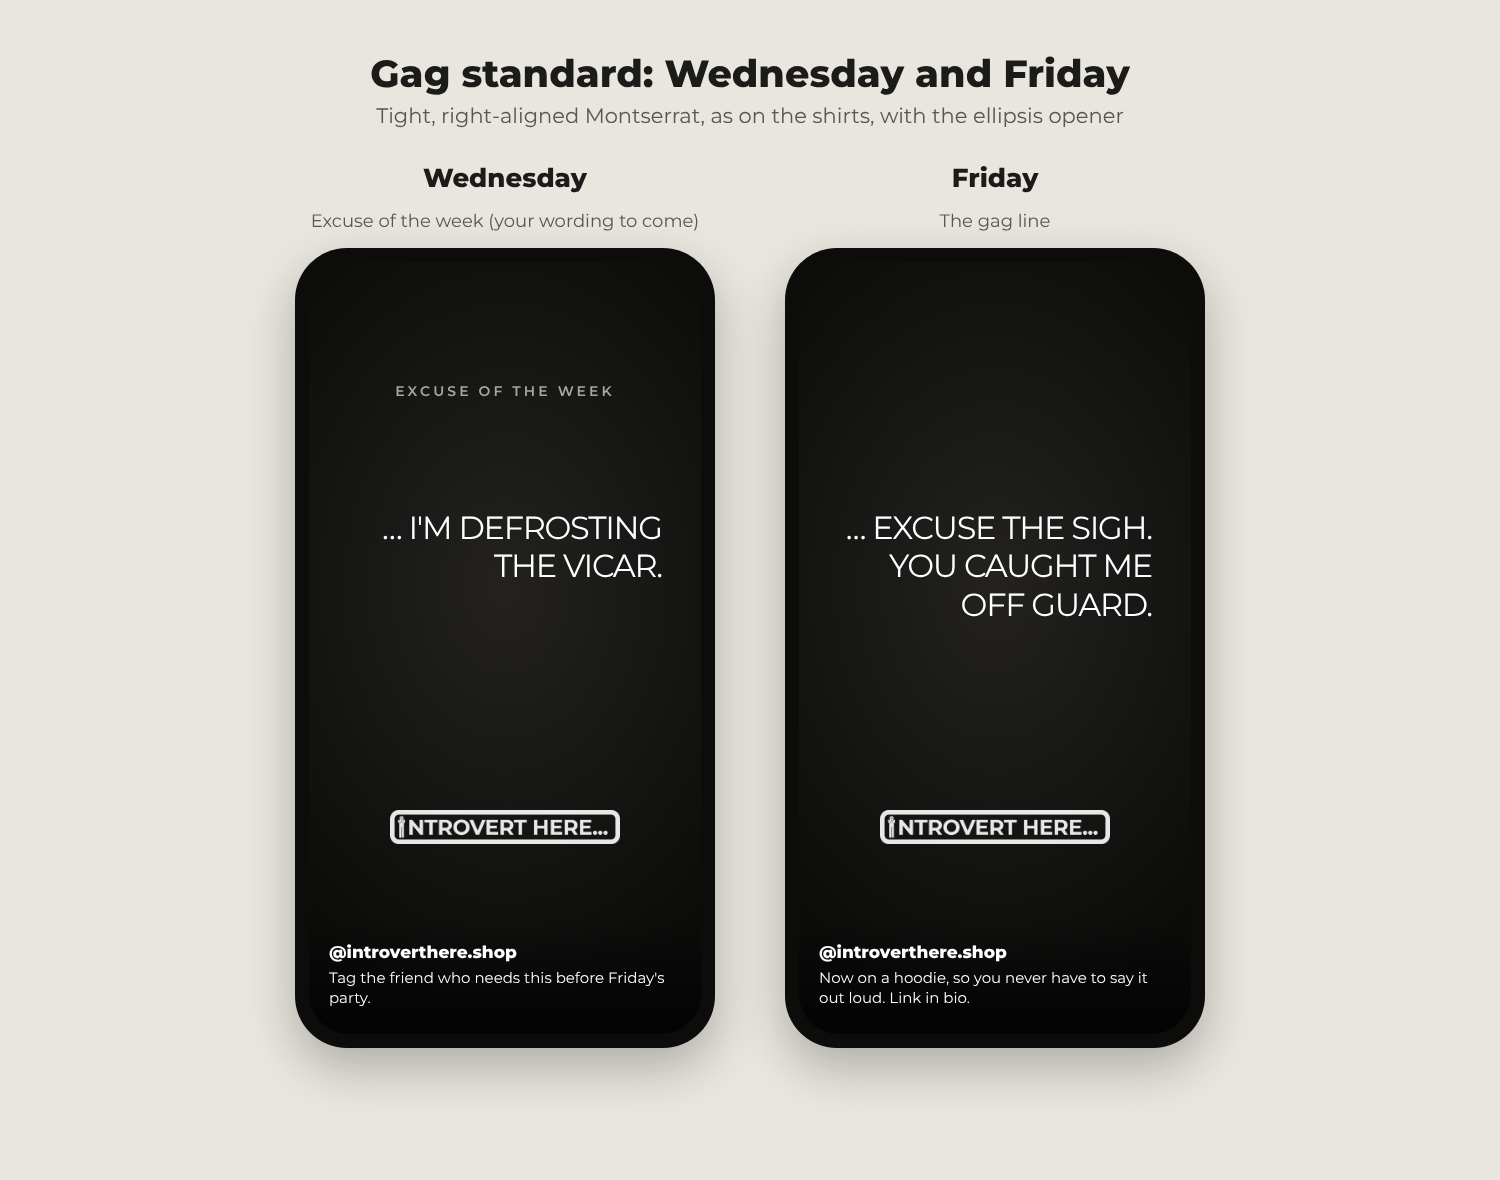 Gag standard: Wednesday and Friday
Tight, right-aligned Montserrat, as on the shirts, with the ellipsis opener
Wednesday
Excuse of the week (your wording to come)
EXCUSE OF THE WEEK
... I'M DEFROSTING
THE VICAR.
INTROVERT HERE...
@introverthere.shop
Tag the friend who needs this before Friday's
party.
Friday
The gag line
... EXCUSE THE SIGH.
YOU CAUGHT ME
OFF GUARD.
INTROVERT HERE...
@introverthere.shop
Now on a hoodie, so you never have to say it
out loud. Link in bio.